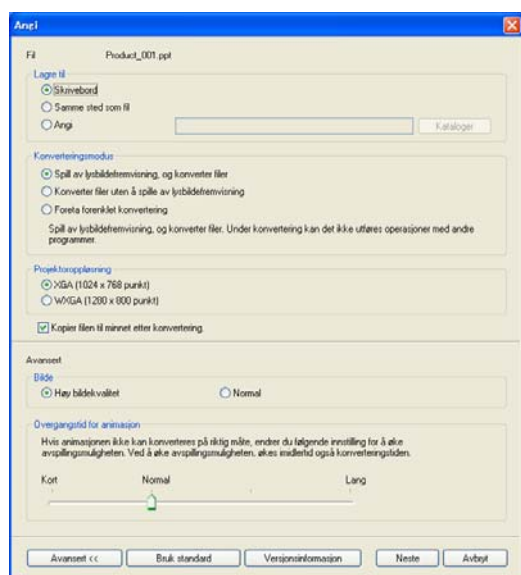 Angi
Fil Product_001.ppt
Lagre til
Skrivebord
Samme sted som fil
Angi Kataloger
Konverteringsmodus
Spill av lysbildefremvisning, og konverter filer
Konverter filer uten å spille av lysbildefremvisning
Foreta forenklet konvertering
Spill av lysbildefremvisning, og konverter filer. Under konvertering kan det ikke utføres operasjoner med andre
programmer.
Projektoroppløsning
XGA (1024 x 768 punkt)
WXGA (1280 x 800 punkt)
Kopier filen til minnet etter konvertering.
Avansert
Bilde
Høy bildekvalitet Normal
Overgangstid for animasjon
Hvis animasjonen ikke kan konverteres på riktig måte, endrer du følgende innstilling for å øke
avspillingsmuligheten. Ved å øke avspillingsmuligheten, økes imidlertid også konverteringstiden.
Kort Normal Lang
Avansert << Bruk standard Versjonsinformasjon Neste Avbryt